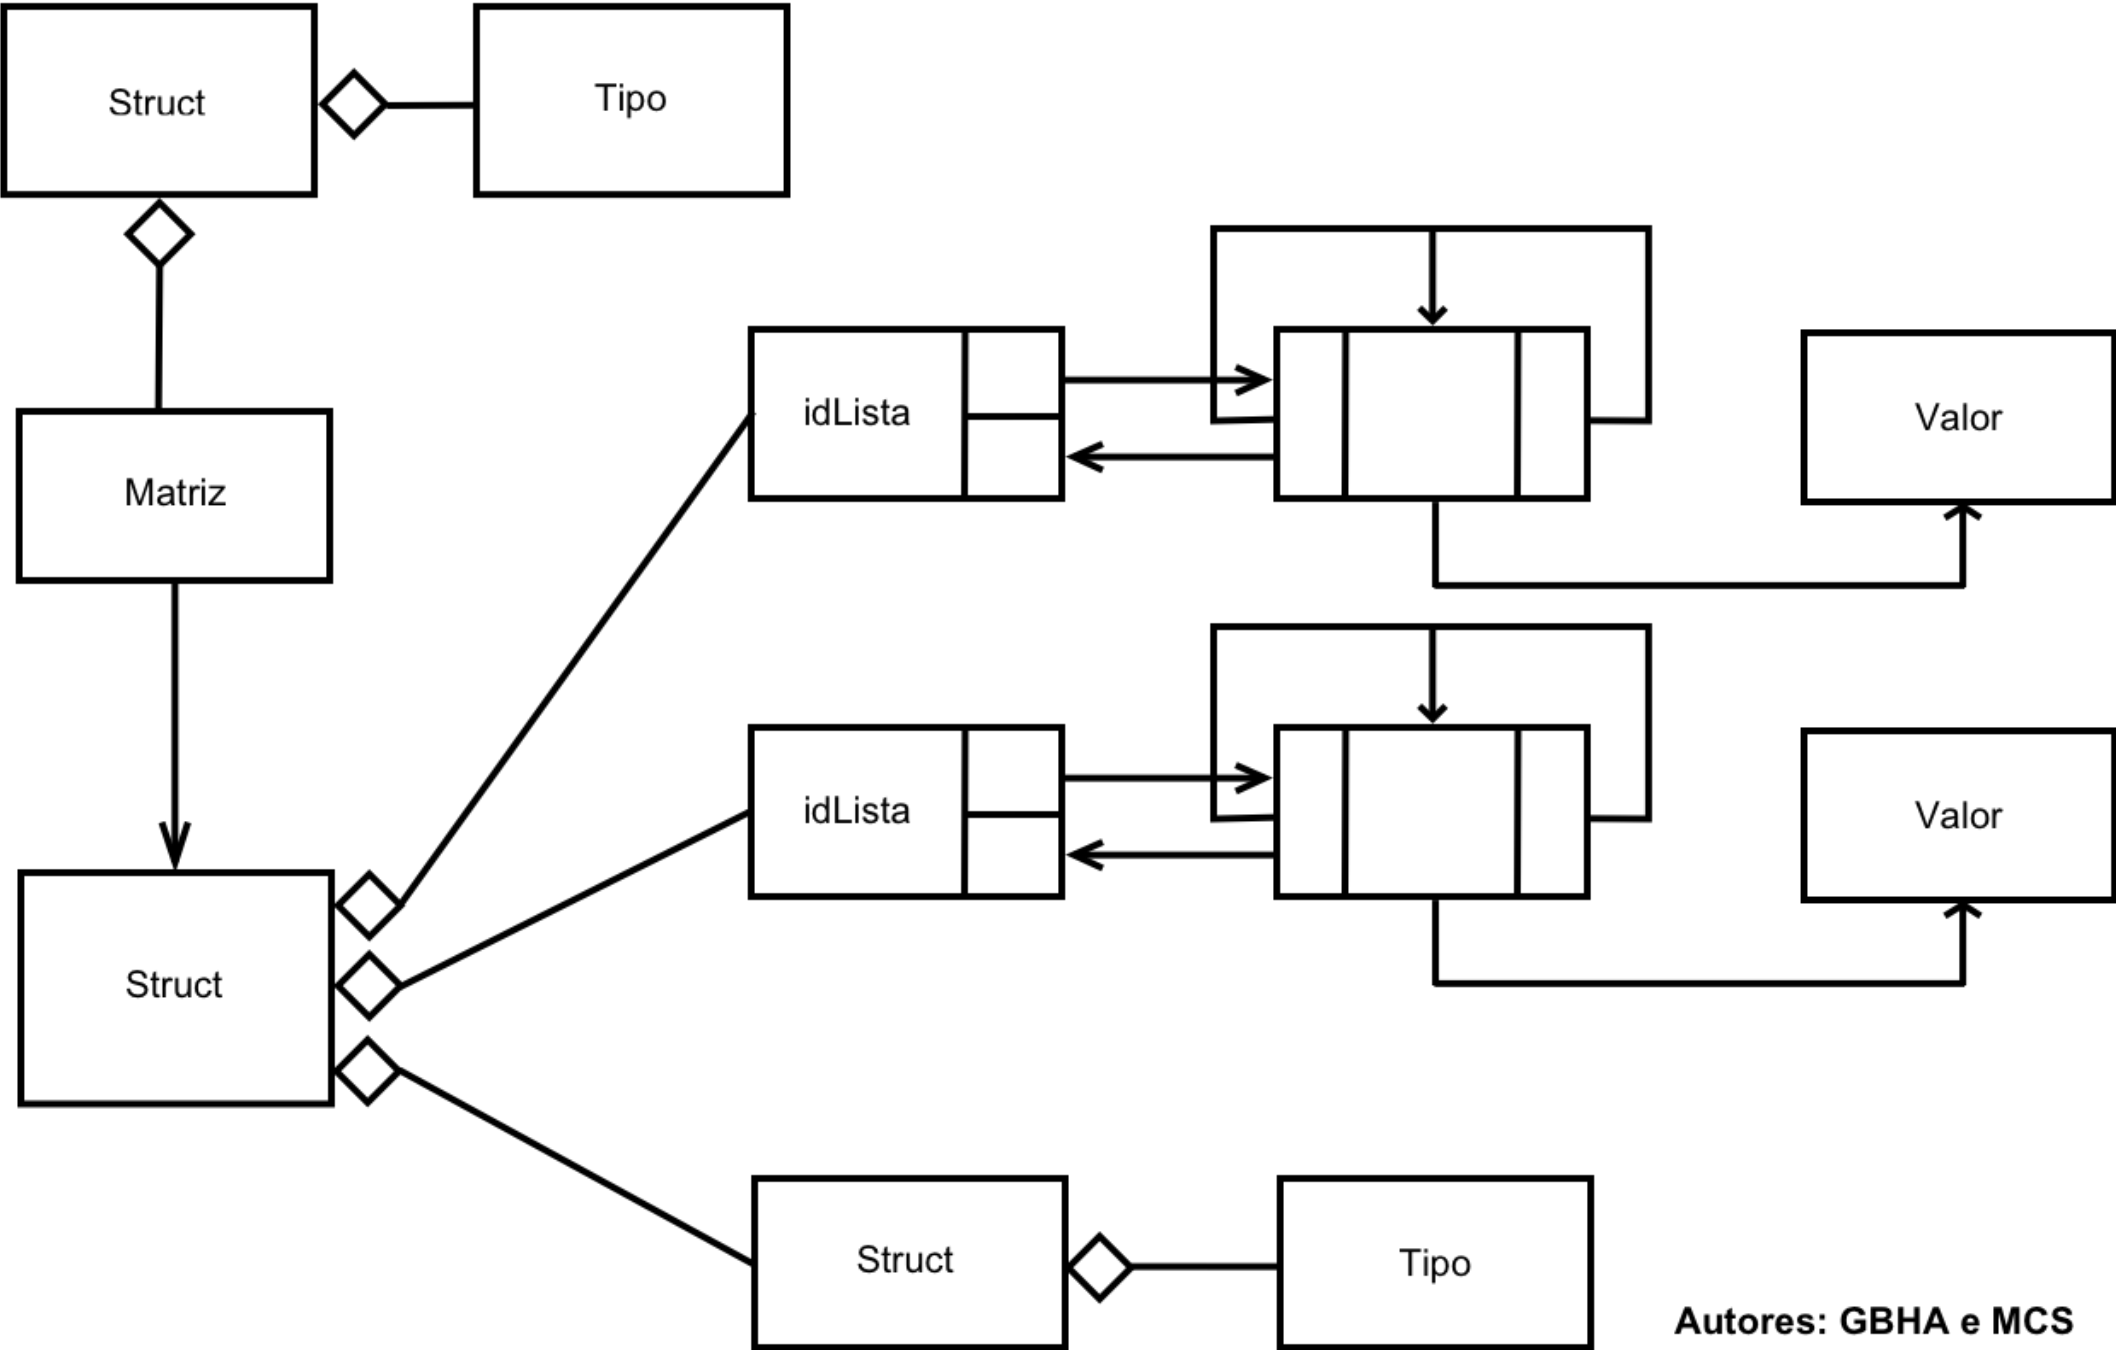 Struct
Tipo
Matriz
idLista
Valor
idLista
Valor
Struct
Struct
Tipo
Autores: GBHA e MCS